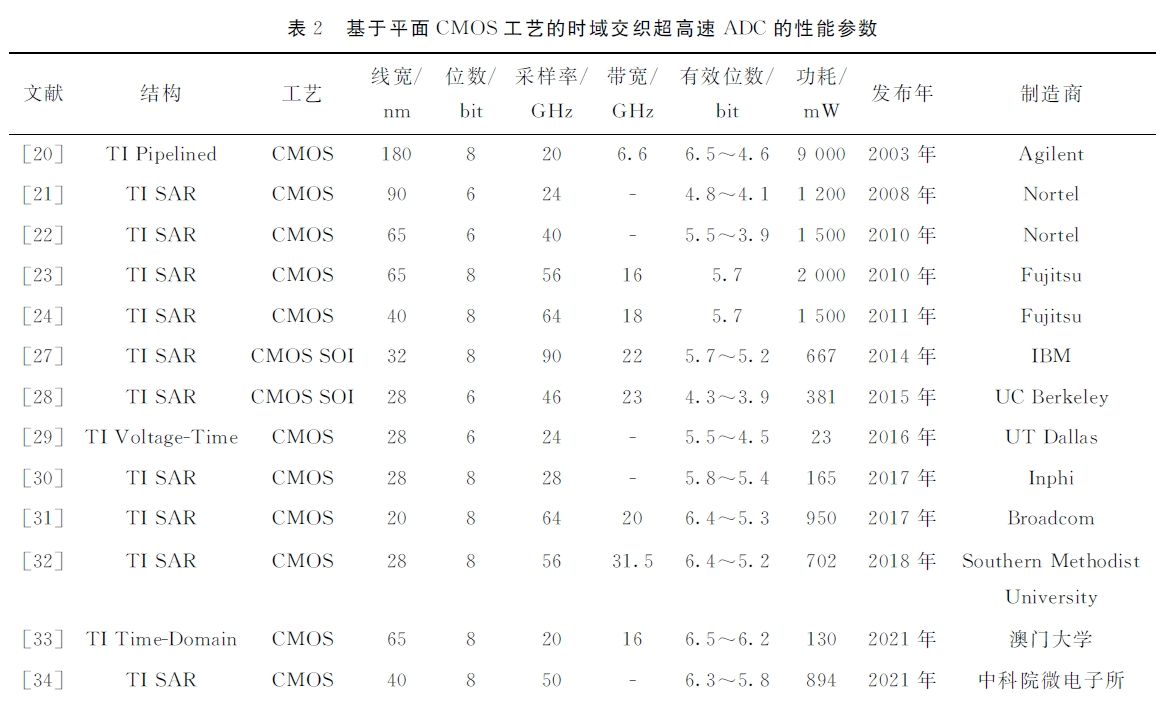 表 2 基于平面 CMOS 工艺的时域交织超高速 ADC 的性能参数
文献 结构 工艺 线宽/nm 位数/bit 采样率/GHz 带宽/GHz 有效位数/bit 功耗/mW 发布年 制造商
[20] TI Pipelined CMOS 180 8 20 6.6 6.5~4.6 9 000 2003 年 Agilent
[21] TI SAR CMOS 90 6 24 - 4.8~4.1 1 200 2008 年 Nortel
[22] TI SAR CMOS 65 6 40 - 5.5~3.9 1 500 2010 年 Nortel
[23] TI SAR CMOS 65 8 56 16 5.7 2 000 2010 年 Fujitsu
[24] TI SAR CMOS 40 8 64 18 5.7 1 500 2011 年 Fujitsu
[27] TI SAR CMOS SOI 32 8 90 22 5.7~5.2 667 2014 年 IBM
[28] TI SAR CMOS SOI 28 6 46 23 4.3~3.9 381 2015 年 UC Berkeley
[29] TI Voltage-Time CMOS 28 6 24 - 5.5~4.5 23 2016 年 UT Dallas
[30] TI SAR CMOS 28 8 28 - 5.8~5.4 165 2017 年 Inphi
[31] TI SAR CMOS 20 8 64 20 6.4~5.3 950 2017 年 Broadcom
[32] TI SAR CMOS 28 8 56 31.5 6.4~5.2 702 2018 年 Southern Methodist
University
[33] TI Time-Domain CMOS 65 8 20 16 6.5~6.2 130 2021 年 澳门大学
[34] TI SAR CMOS 40 8 50 - 6.3~5.8 894 2021 年 中科院微电子所